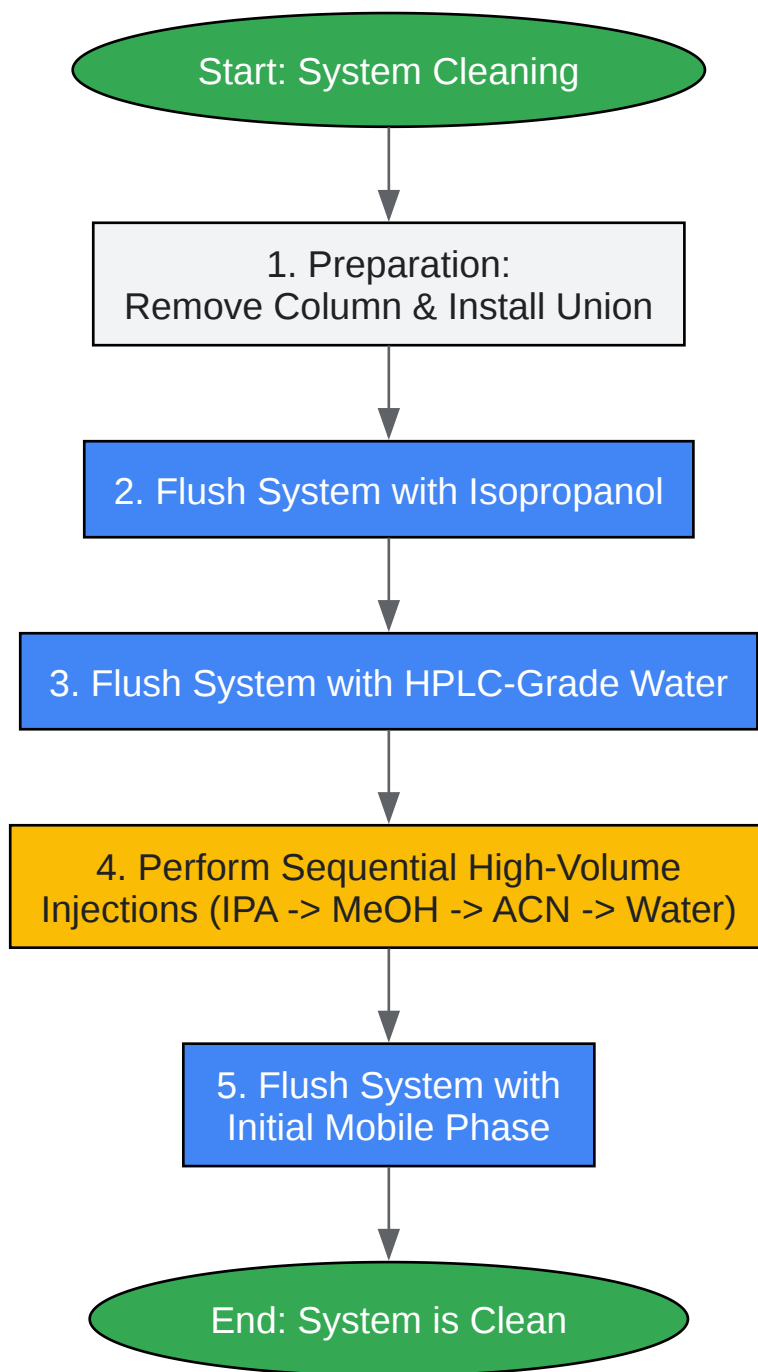 Start: System Cleaning
1. Preparation:
Remove Column & Install Union
2. Flush System with Isopropanol
3. Flush System with HPLC-Grade Water
4. Perform Sequential High-Volume
Injections (IPA -> MeOH -> ACN -> Water)
5. Flush System with
Initial Mobile Phase
End: System is Clean